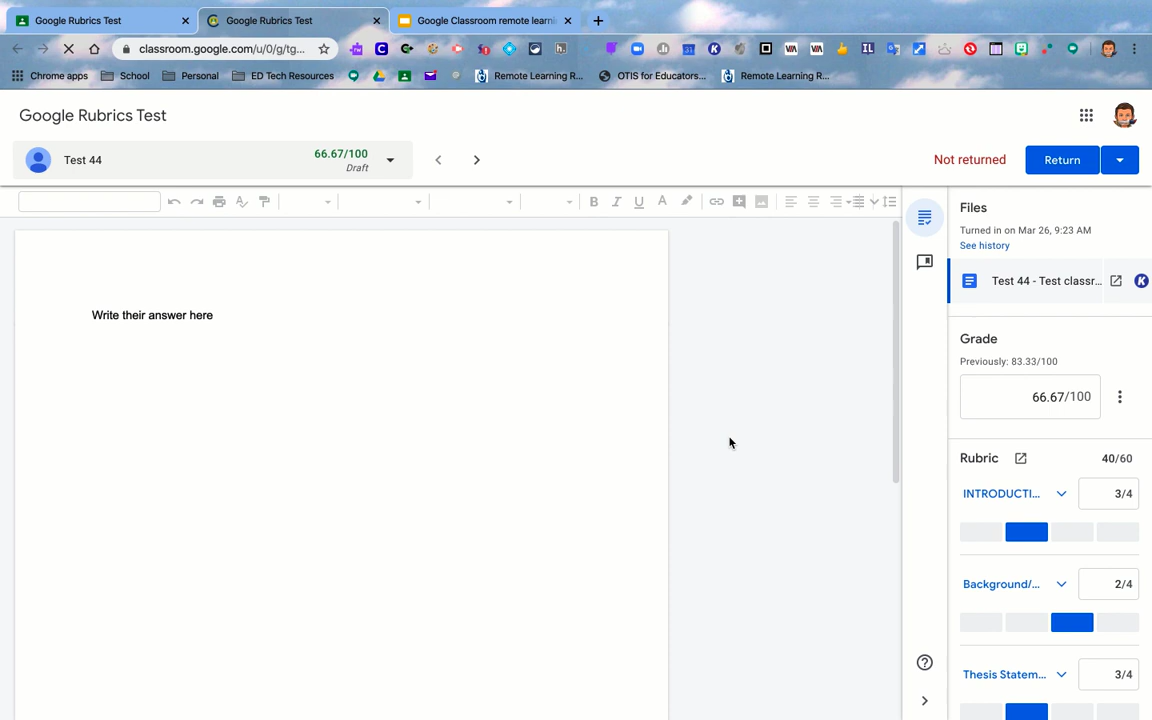 Google Rubrics Test
Google Rubrics Test
Google Classroom remote learni
classroom.google.com/u/0/g/tg...
Chrome apps
School
Personal
ED Tech Resources
Remote Learning R...
OTIS for Educators...
Remote Learning R...
Google Rubrics Test
Test 44
66.67/100
Draft
Not returned
Return
Files
Turned in on Mar 26, 9:23 AM
See history
Test 44 - Test classr...
Write their answer here
Grade
Previously: 83.33/100
66.67/100
Rubric
40/60
INTRODUCTI...
3/4
Background/...
2/4
Thesis Statem...
3/4